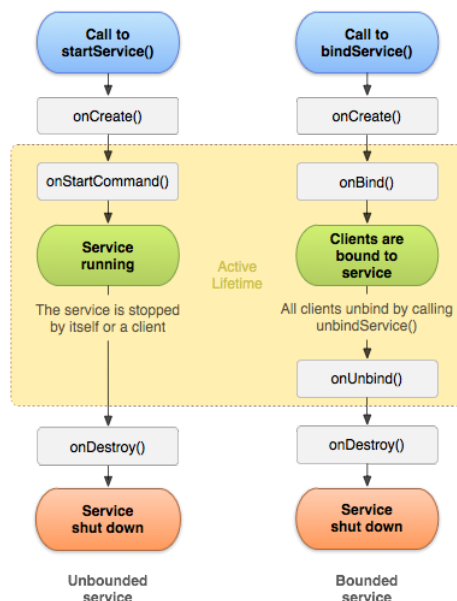 Call to
startService()
onCreate()
onStartCommand()
Service
running
The service is stopped
by itself or a client
onDestroy()
Service
shut down
Unbounded
service
Active
Lifetime
Call to
bindService()
onCreate()
onBind()
Clients are
bound to
service
All clients unbind by calling
unbindService()
onUnbind()
onDestroy()
Service
shut down
Bounded
service